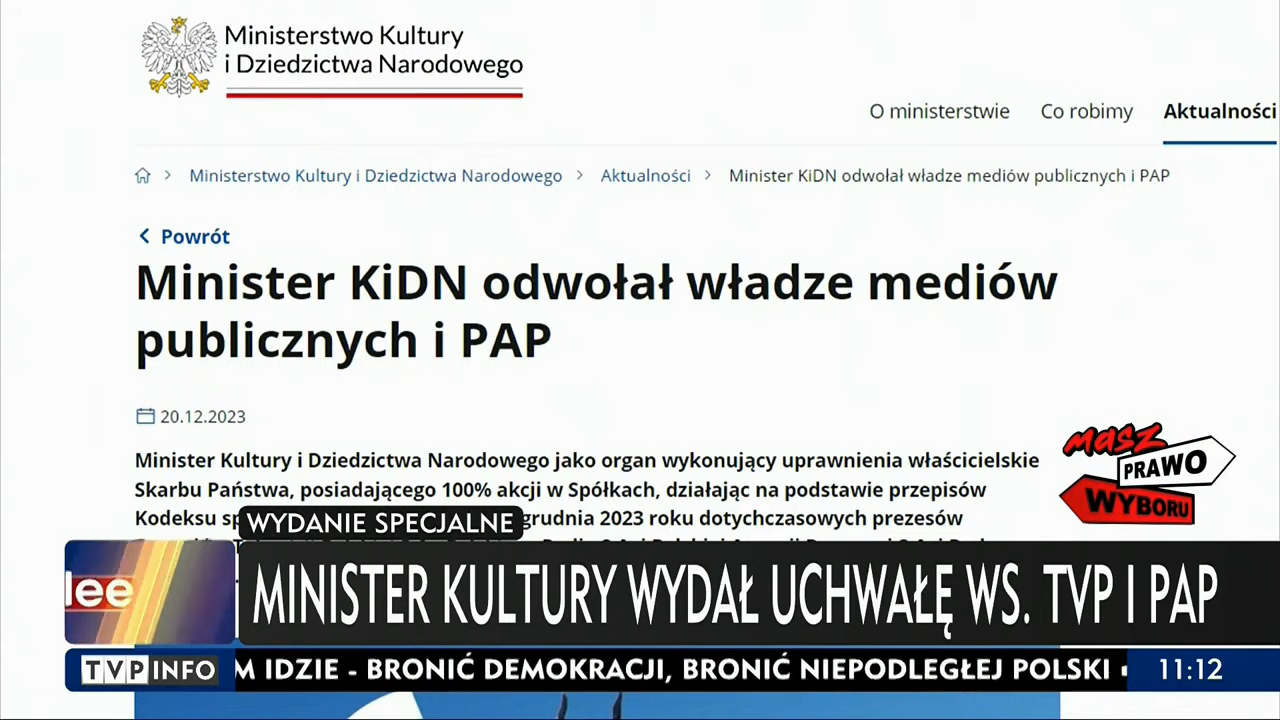 Ministerstwo Kultury
i Dziedzictwa Narodowego
O ministerstwie Co robimy Aktualności
Ministerstwo Kultury i Dziedzictwa Narodowego > Aktualności > Minister KiDN odwołał władze mediów publicznych i PAP
Powrót
Minister KiDN odwołał władze mediów
publicznych i PAP
20.12.2023
Minister Kultury i Dziedzictwa Narodowego jako organ wykonujący uprawnienia właścicielskie
Skarbu Państwa, posiadającego 100% akcji w Spółkach, działając na podstawie przepisów
Kodeksu grudnia 2023 roku dotychczasowych prezesów
masz
PRAWO
WYBORU
WYDANIE SPECJALNE
lee
MINISTER KULTURY WYDAŁ UCHWAŁĘ WS. TVP I PAP
TVP INFO
M IDZIE - BRONIĆ DEMOKRACJI, BRONIĆ NIEPODLEGŁEJ POLSKI
11:12